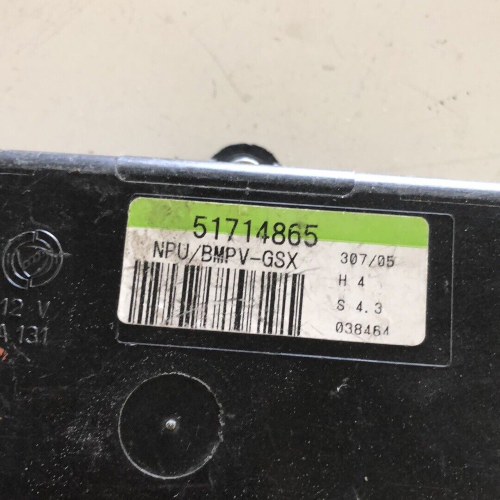 51714865
NPU/BMPV-GSX
307/05
H 4
S 4.3
038464
12 V
A 131